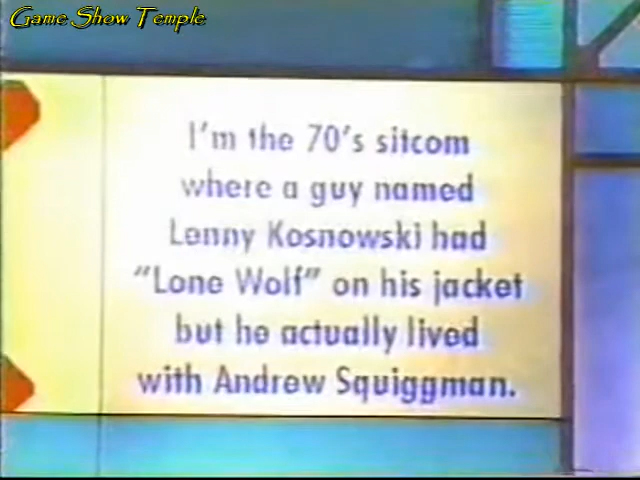 Game Show Temple
I'm the 70's sitcom
where a guy named
Lenny Kosnowski had
"Lone Wolf" on his jacket
but he actually lived
with Andrew Squiggman.